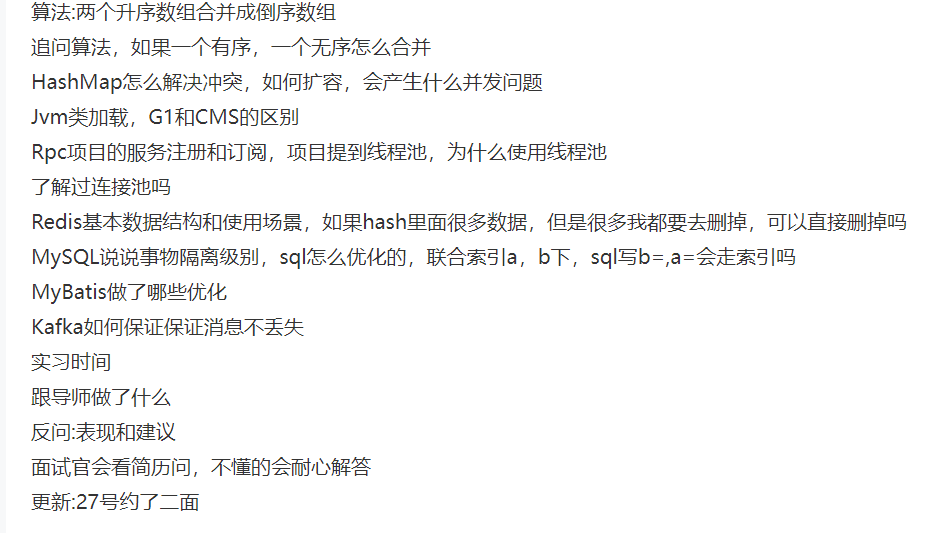 算法:两个升序数组合并成倒序数组
追问算法，如果一个有序，一个无序怎么合并
HashMap怎么解决冲突，如何扩容，会产生什么并发问题
Jvm类加载，G1和CMS的区别
Rpc项目的服务注册和订阅，项目提到线程池，为什么使用线程池
了解过连接池吗
Redis基本数据结构和使用场景，如果hash里面很多数据，但是很多我都要去删掉，可以直接删掉吗
MySQL说说事物隔离级别，sql怎么优化的，联合索引a，b下，sql写b=,a=会走索引吗
MyBatis做了哪些优化
Kafka如何保证保证消息不丢失
实习时间
跟导师做了什么
反问:表现和建议
面试官会看简历问，不懂的会耐心解答
更新:27号约了二面